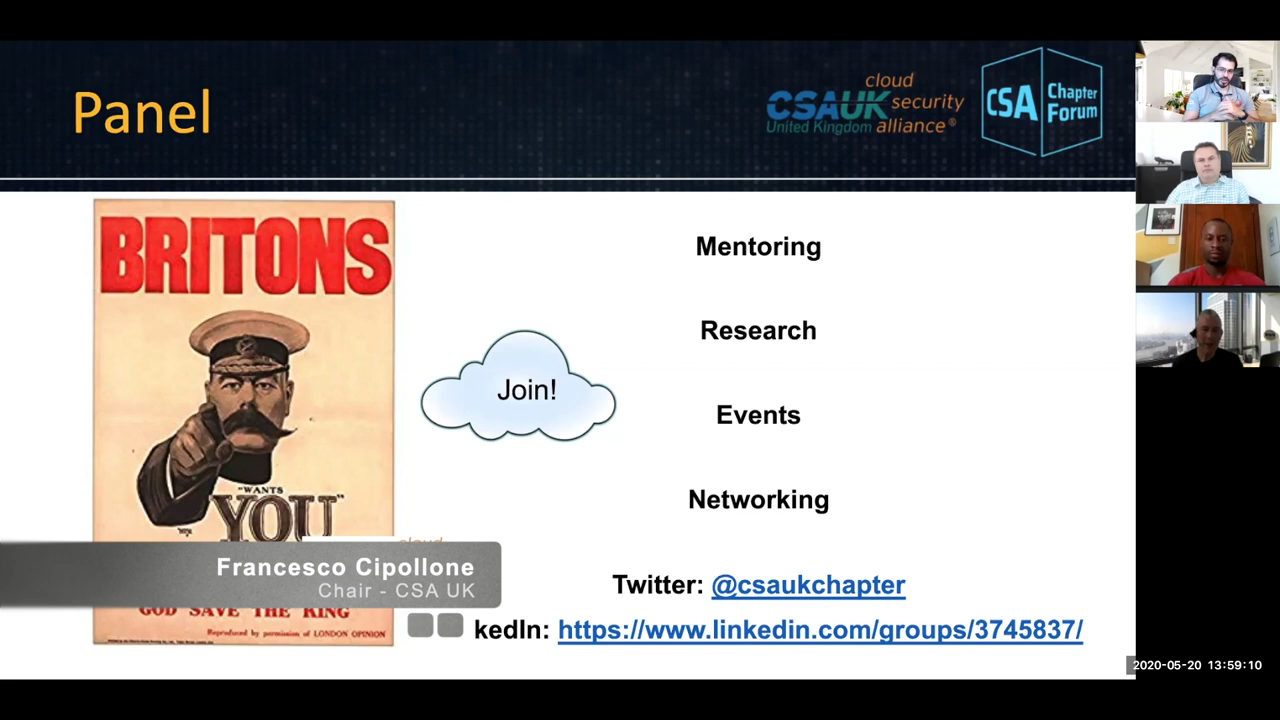 Panel
cloud
CSAUK security
United Kingdom alliance®
CSA Chapter
Forum
BRITONS
Join!
"WANTS
YOU"
GOD SAVE THE KING
Reproduced by permission of LONDON OPINION
Mentoring
Research
Events
Networking
Twitter: @csaukchapter
kedIn: https://www.linkedin.com/groups/3745837/
cloud
Francesco Cipollone
Chair - CSA UK
2020-05-20 13:59:10